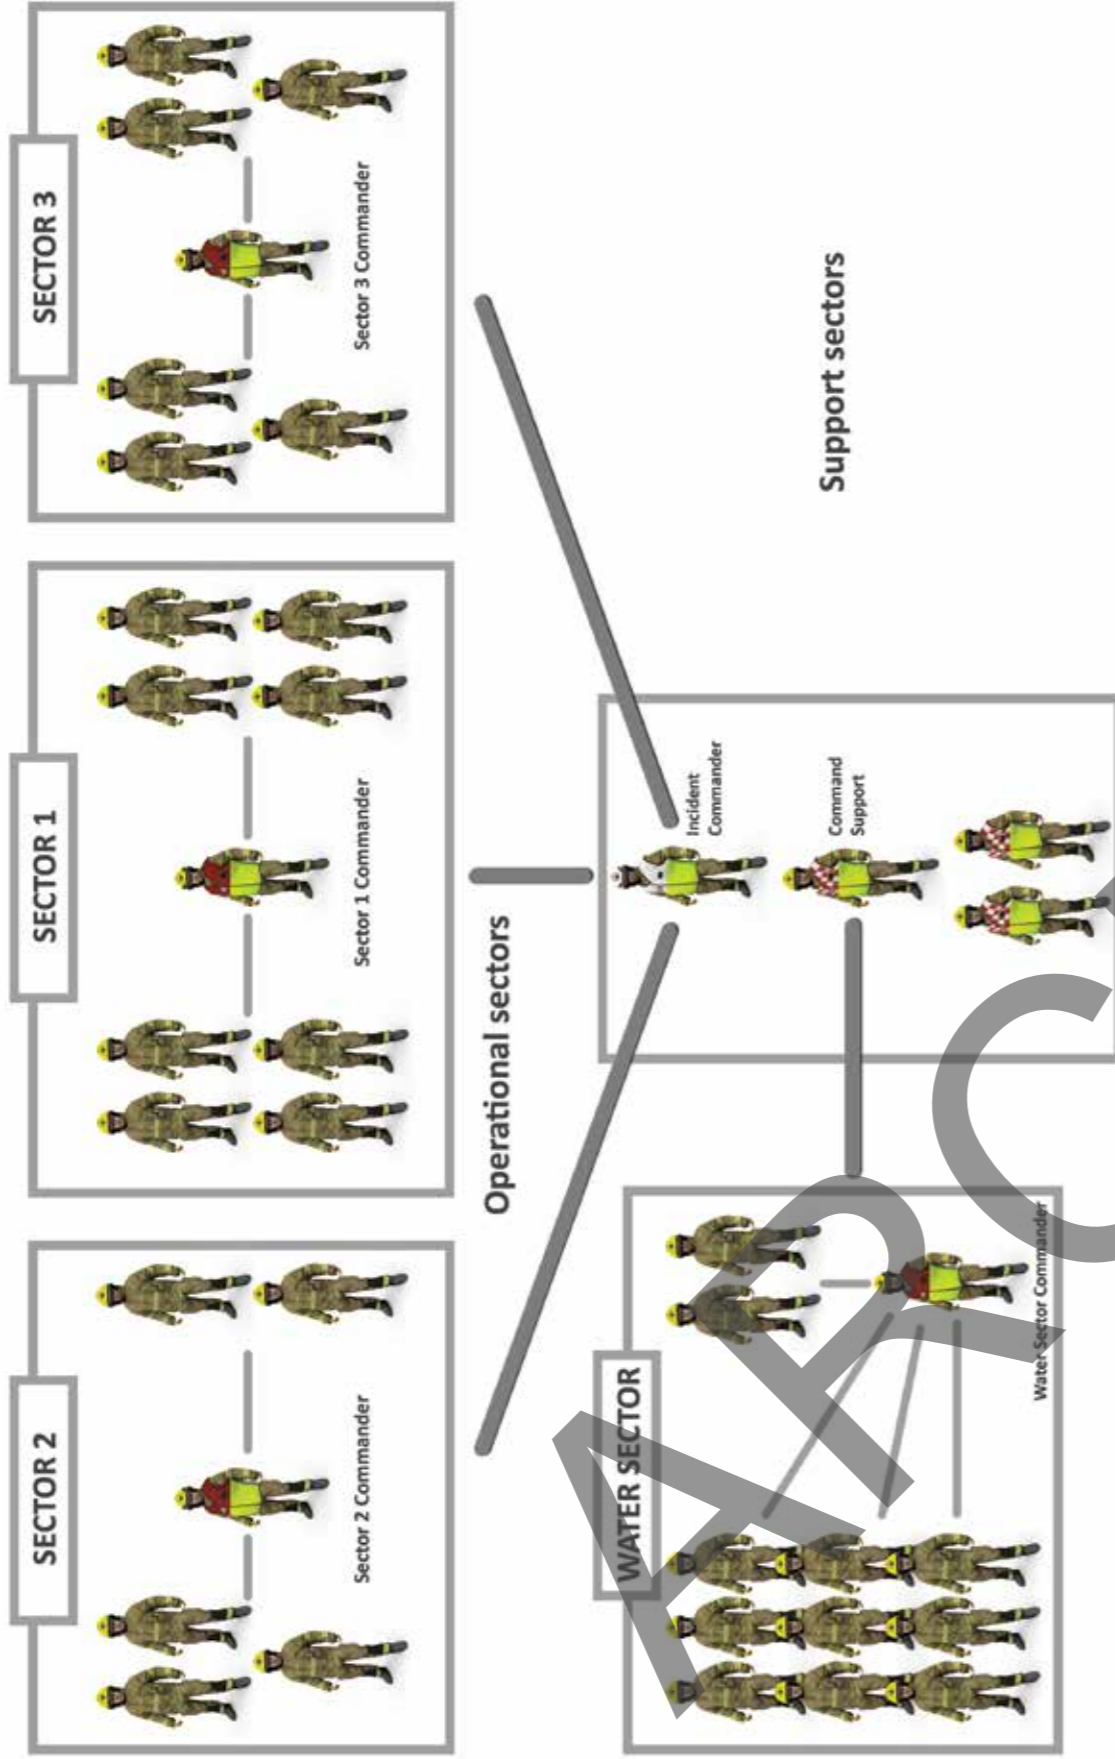 SECTOR 2
SECTOR 1
SECTOR 3
Sector 2 Commander
Sector 1 Commander
Sector 3 Commander
Operational sectors
WATER SECTOR
Incident
Commander
Support sectors
Command
Support
Water Sector Commander